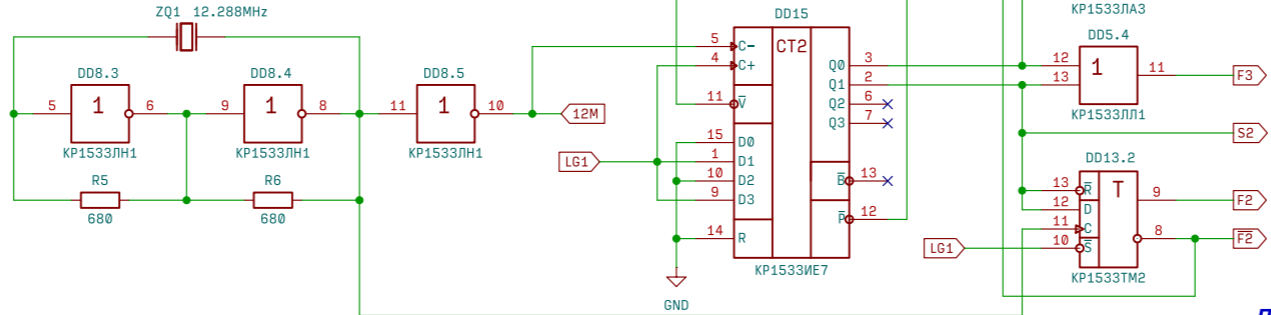 ZQ1 12.288MHz
DD8.3
5
1
6
КР1533ЛН1
DD8.4
9
1
8
КР1533ЛН1
DD8.5
11
1
10
КР1533ЛН1
12M
R5
680
R6
680
LG1
DD15
CT2
5
C-
4
C+
11
V
15
D0
1
D1
10
D2
9
D3
14
R
Q0
3
Q1
2
Q2
6
Q3
7
B
13
P
12
КР1533ИЕ7
GND
КР1533ЛА3
DD5.4
12
13
1
11
F3
КР1533ЛЛ1
S2
DD13.2
13
R
12
D
11
C
10
S
T
9
F2
8
F2
LG1
КР1533ТМ2